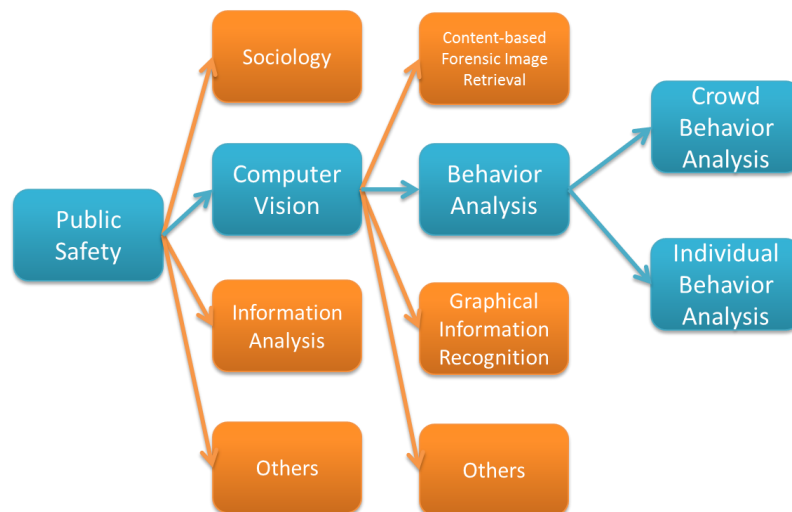 Public
Safety
Sociology
Computer
Vision
Information
Analysis
Others
Content-based
Forensic Image
Retrieval
Behavior
Analysis
Graphical
Information
Recognition
Others
Crowd
Behavior
Analysis
Individual
Behavior
Analysis